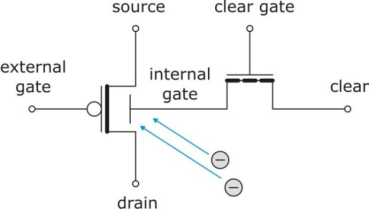 source
clear gate
external
gate
internal
gate
clear
drain